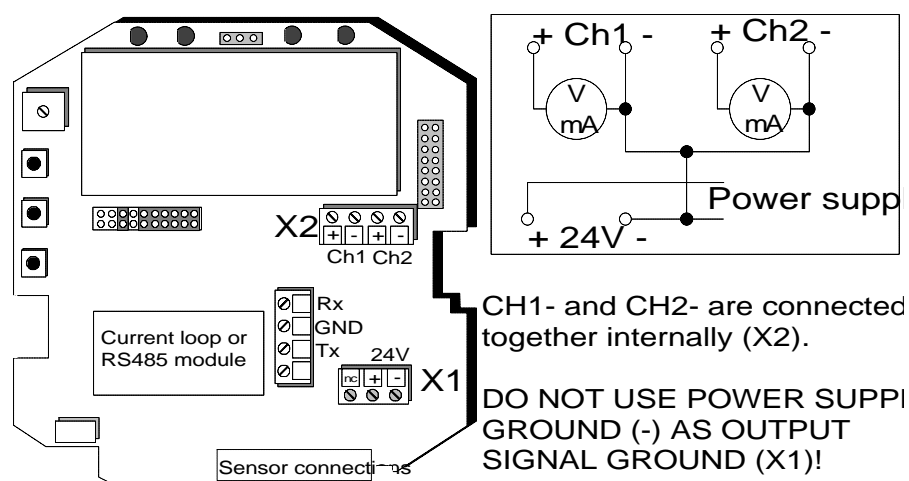 + Ch1 -
+ Ch2 -
V
mA
V
mA
Power suppl
+ 24V -
X2
+ - + -
Ch1 Ch2
Rx
GND
Tx
24V
nc + -
X1
Current loop or
RS485 module
Sensor connections
CH1- and CH2- are connected
together internally (X2).
DO NOT USE POWER SUPPL
GROUND (-) AS OUTPUT
SIGNAL GROUND (X1)!